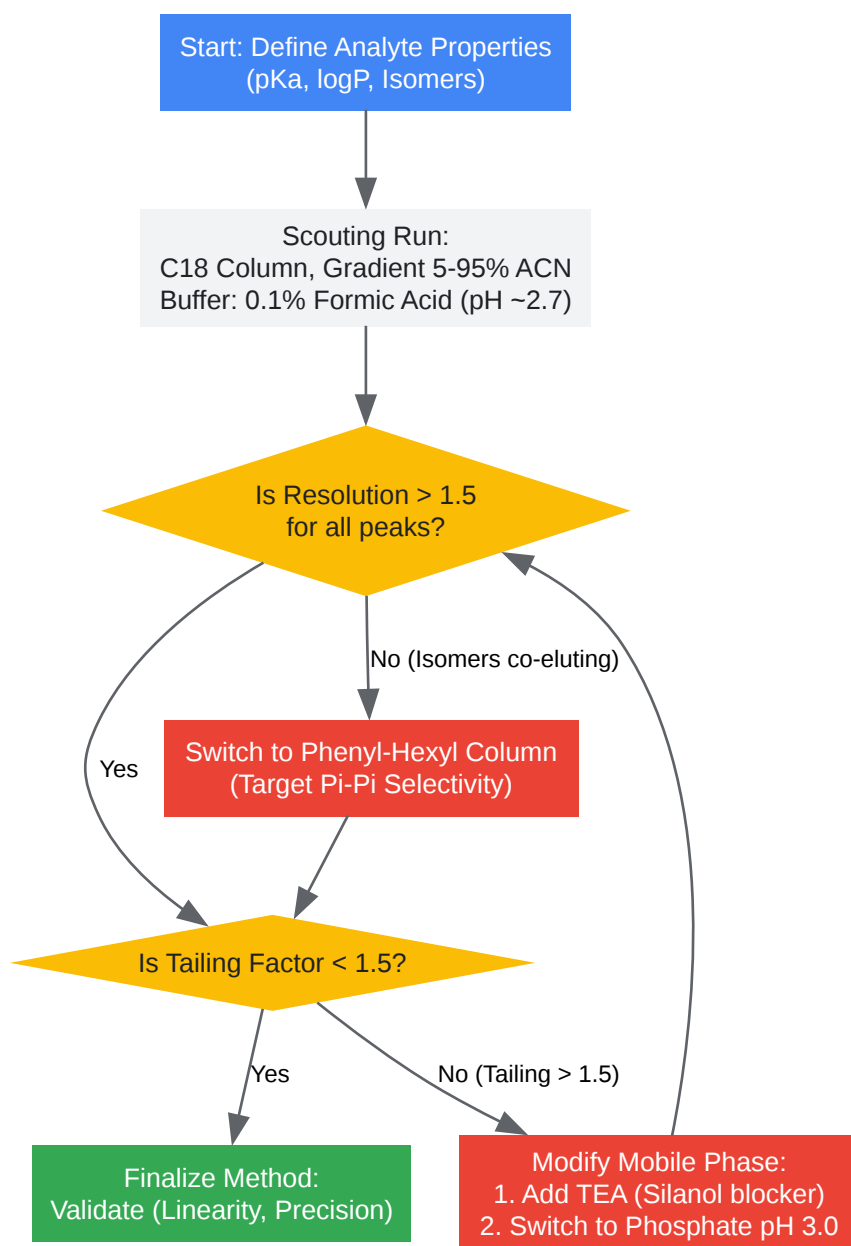 Start: Define Analyte Properties
(pKa, logP, Isomers)
Scouting Run:
C18 Column, Gradient 5-95% ACN
Buffer: 0.1% Formic Acid (pH ~2.7)
Is Resolution > 1.5
for all peaks?
No (Isomers co-eluting)
Switch to Phenyl-Hexyl Column
(Target Pi-Pi Selectivity)
Yes
Is Tailing Factor < 1.5?
Yes
No (Tailing > 1.5)
Finalize Method:
Validate (Linearity, Precision)
Modify Mobile Phase:
1. Add TEA (Silanol blocker)
2. Switch to Phosphate pH 3.0